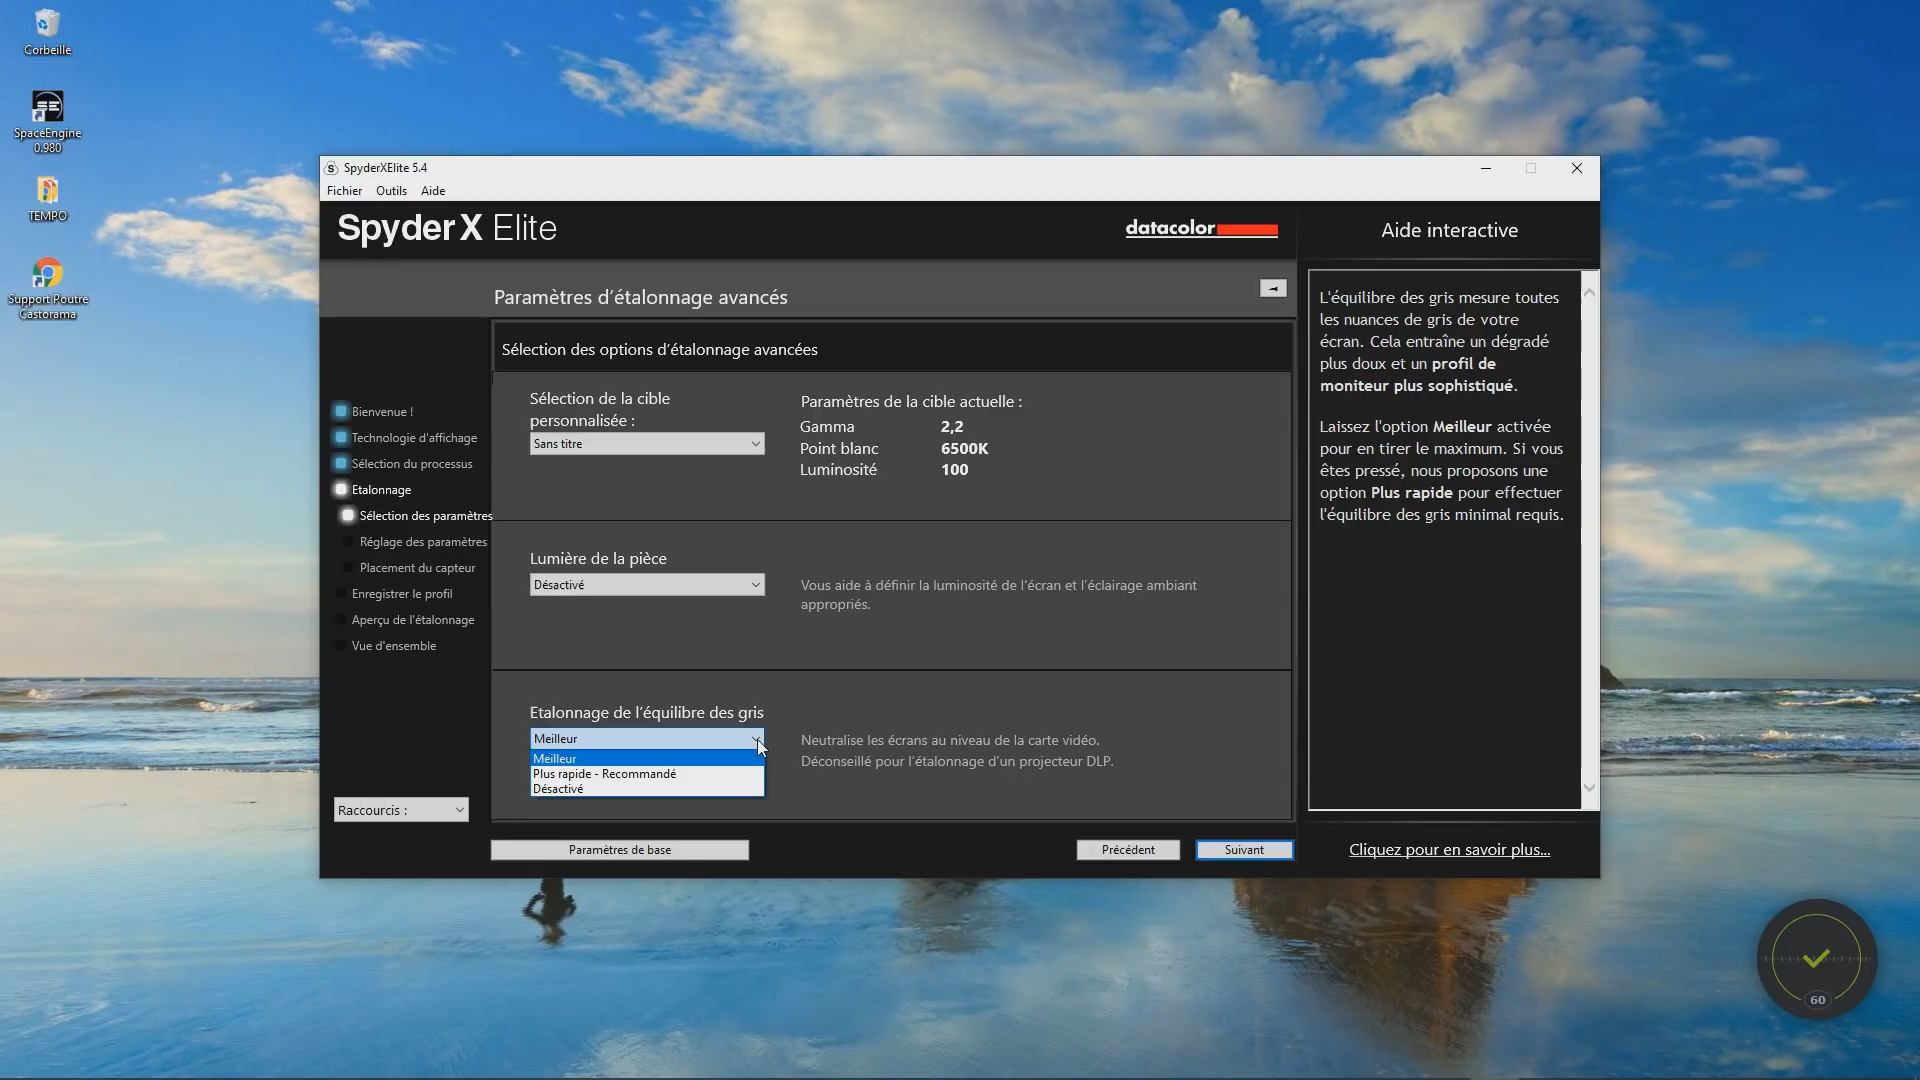 Corbeille
SpaceEngine
0.980
TEMPO
Support Poutre
Castorama
SpyderXElite 5.4
Fichier Outils Aide
Spyder X Elite
datacolor
Aide interactive
Paramètres d'étalonnage avancés
Sélection des options d'étalonnage avancées
Bienvenue !
Technologie d'affichage
Sélection du processus
Etalonnage
Sélection des paramètres
Réglage des paramètres
Placement du capteur
Enregistrer le profil
Aperçu de l'étalonnage
Vue d'ensemble
Raccourcis :
Sélection de la cible
personnalisée :
Sans titre
Paramètres de la cible actuelle :
Gamma 2,2
Point blanc 6500K
Luminosité 100
Lumière de la pièce
Désactivé
Vous aide à définir la luminosité de l'écran et l'éclairage ambiant
appropriés.
Etalonnage de l'équilibre des gris
Meilleur
Meilleur
Plus rapide - Recommandé
Désactivé
Neutralise les écrans au niveau de la carte vidéo.
Déconseillé pour l'étalonnage d'un projecteur DLP.
Paramètres de base
Précédent
Suivant
L'équilibre des gris mesure toutes
les nuances de gris de votre
écran. Cela entraîne un dégradé
plus doux et un profil de
moniteur plus sophistiqué.
Laissez l'option Meilleur activée
pour en tirer le maximum. Si vous
êtes pressé, nous proposons une
option Plus rapide pour effectuer
l'équilibre des gris minimal requis.
Cliquez pour en savoir plus...
60